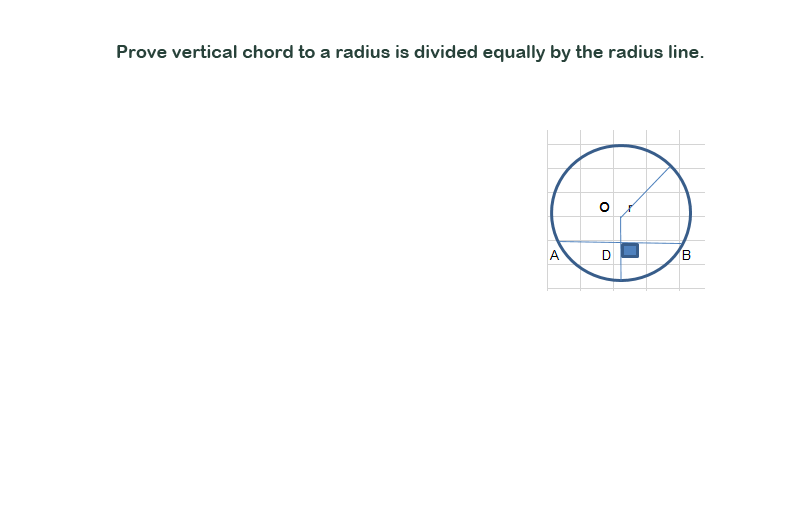 Prove vertical chord to a radius is divided equally by the radius line.
O r
A D B